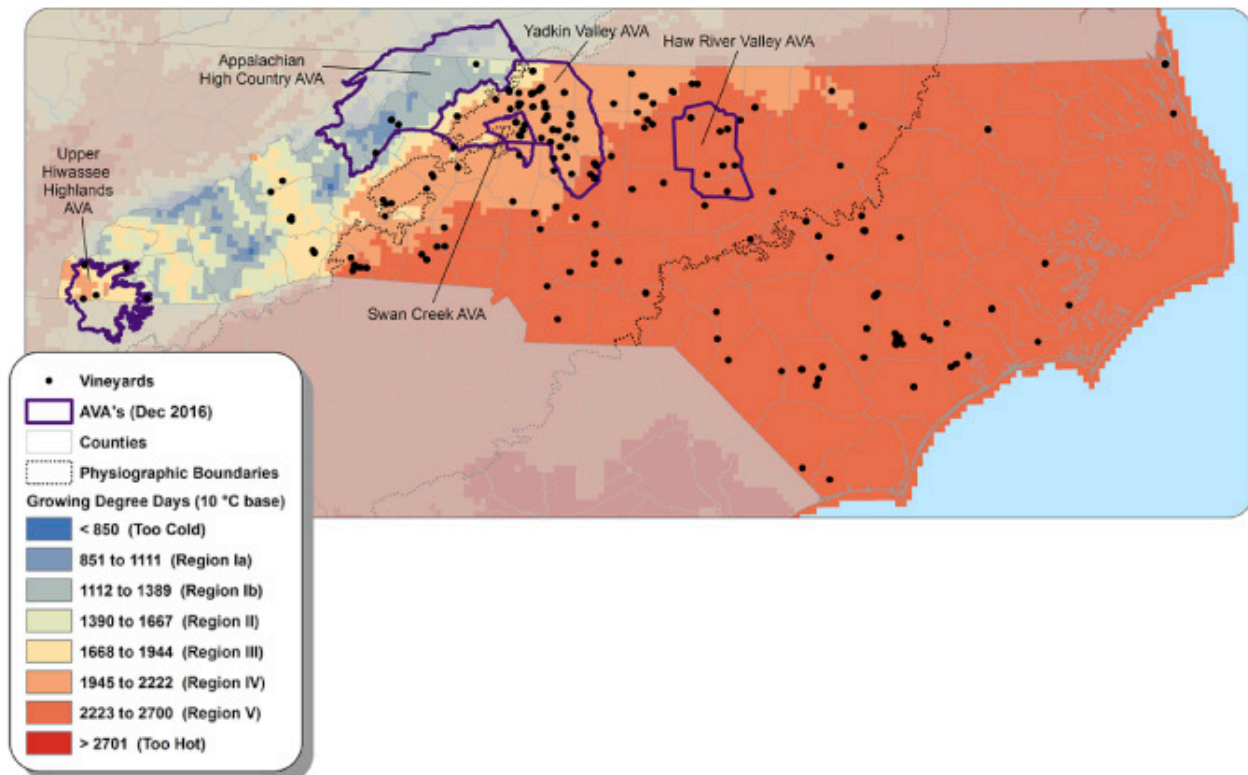 Yadkin Valley AVA
Haw River Valley AVA
Appalachian
High Country AVA
Upper
Hiwassee
Highlands
AVA
Swan Creek AVA
Vineyards
AVA's (Dec 2016)
Counties
Physiographic Boundaries
Growing Degree Days (10 °C base)
< 850 (Too Cold)
851 to 1111 (Region Ia)
1112 to 1389 (Region Ib)
1390 to 1667 (Region II)
1668 to 1944 (Region III)
1945 to 2222 (Region IV)
2223 to 2700 (Region V)
> 2701 (Too Hot)